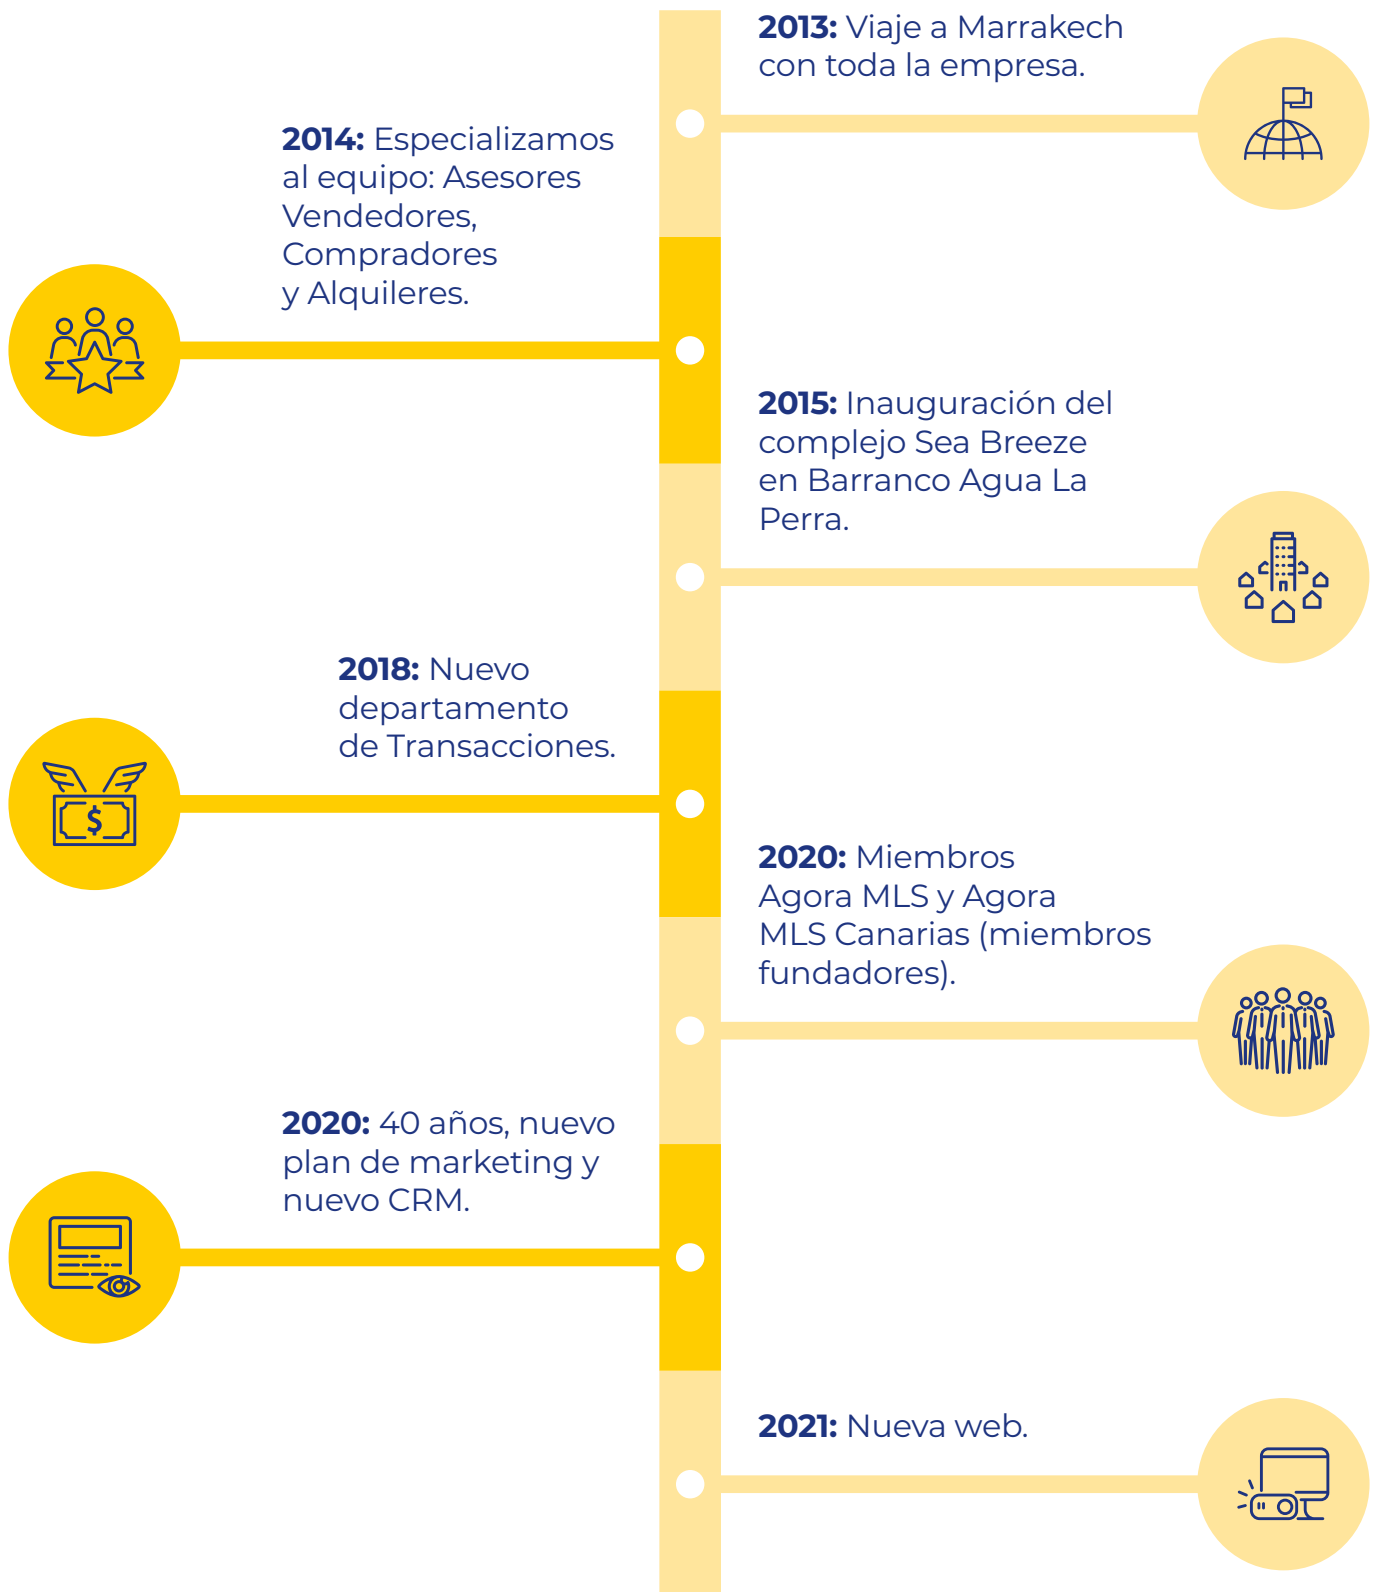 2013: Viaje a Marrakech
con toda la empresa.
2014: Especializamos
al equipo: Asesores
Vendedores,
Compradores
y Alquileres.
2015: Inauguración del
complejo Sea Breeze
en Barranco Agua La
Perra.
2018: Nuevo
departamento
de Transacciones.
2020: Miembros
Agora MLS y Agora
MLS Canarias (miembros
fundadores).
2020: 40 años, nuevo
plan de marketing y
nuevo CRM.
2021: Nueva web.
$